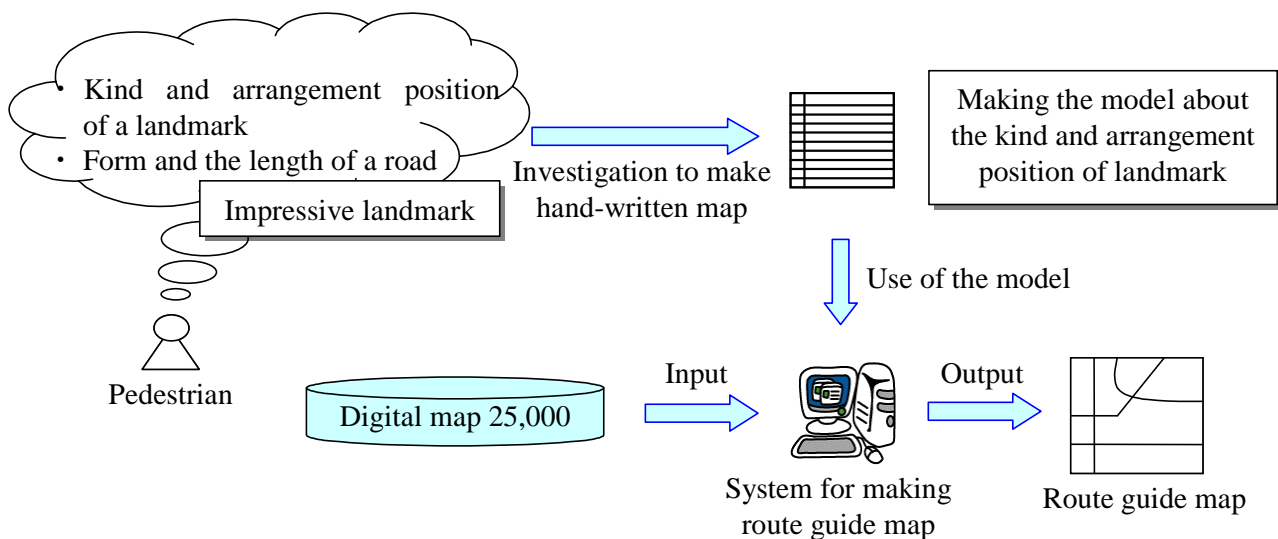 ・ Kind and arrangement position
of a landmark
・ Form and the length of a road
Impressive landmark
Pedestrian
Investigation to make
hand-written map
Making the model about
the kind and arrangement
position of landmark
Use of the model
Digital map 25,000
Input
System for making
route guide map
Output
Route guide map